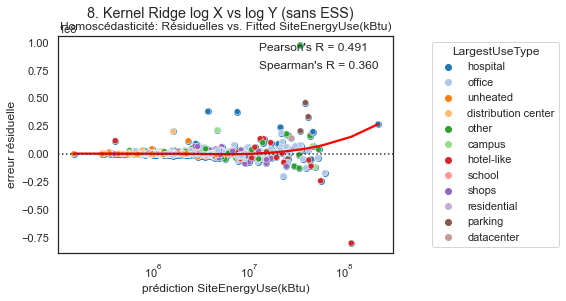 8. Kernel Ridge log X vs log Y (sans ESS)
Homoscédasticité: Résiduelles vs. Fitted SiteEnergyUse(kBtu)
1e8
Pearson's R = 0.491
Spearman's R = 0.360
1.00
0.75
0.50
0.25
0.00
−0.25
−0.50
−0.75
erreur résiduelle
10⁶ 10⁷ 10⁸
prédiction SiteEnergyUse(kBtu)
LargestUseType
hospital
office
unheated
distribution center
other
campus
hotel-like
school
shops
residential
parking
datacenter